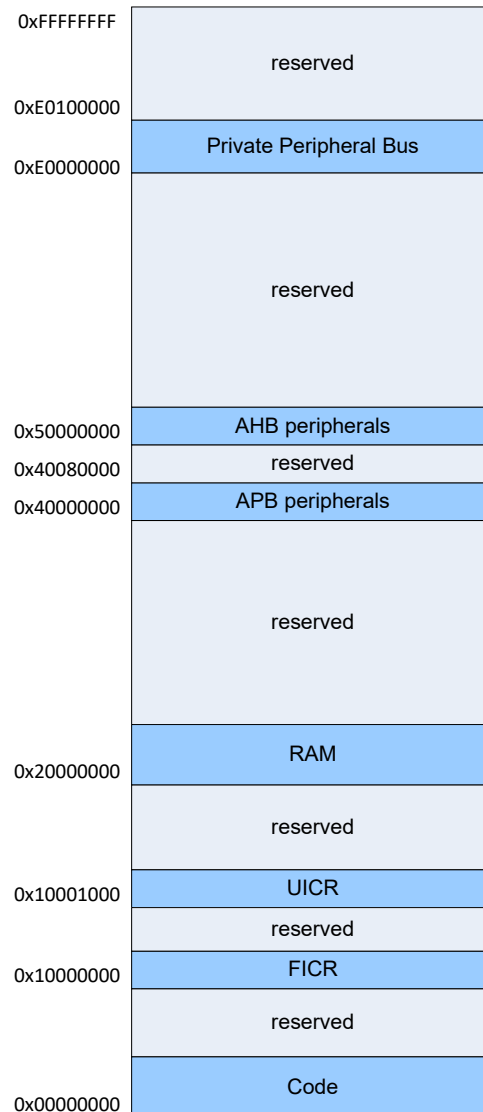 0xFFFFFFFF
reserved
0xE0100000
Private Peripheral Bus
0xE0000000
reserved
AHB peripherals
0x50000000
reserved
0x40080000
APB peripherals
0x40000000
reserved
RAM
0x20000000
reserved
UICR
0x10001000
reserved
FICR
0x10000000
reserved
Code
0x00000000